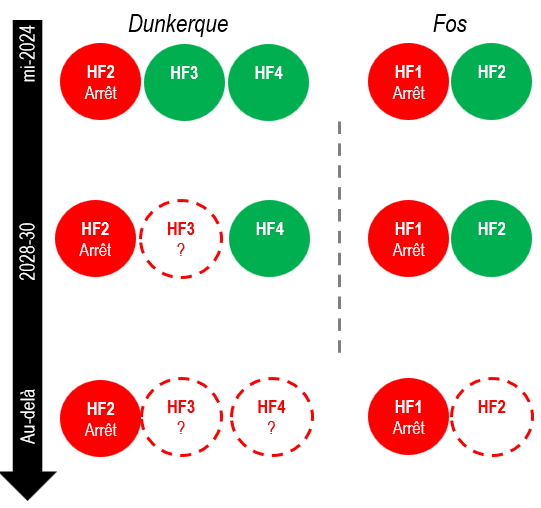 Dunkerque
Fos
mi-2024
HF2
Arrêt
HF3
HF4
HF1
Arrêt
HF2
2028-30
HF2
Arrêt
HF3
?
HF4
HF1
Arrêt
HF2
Au-delà
HF2
Arrêt
HF3
?
HF4
?
HF1
Arrêt
HF2